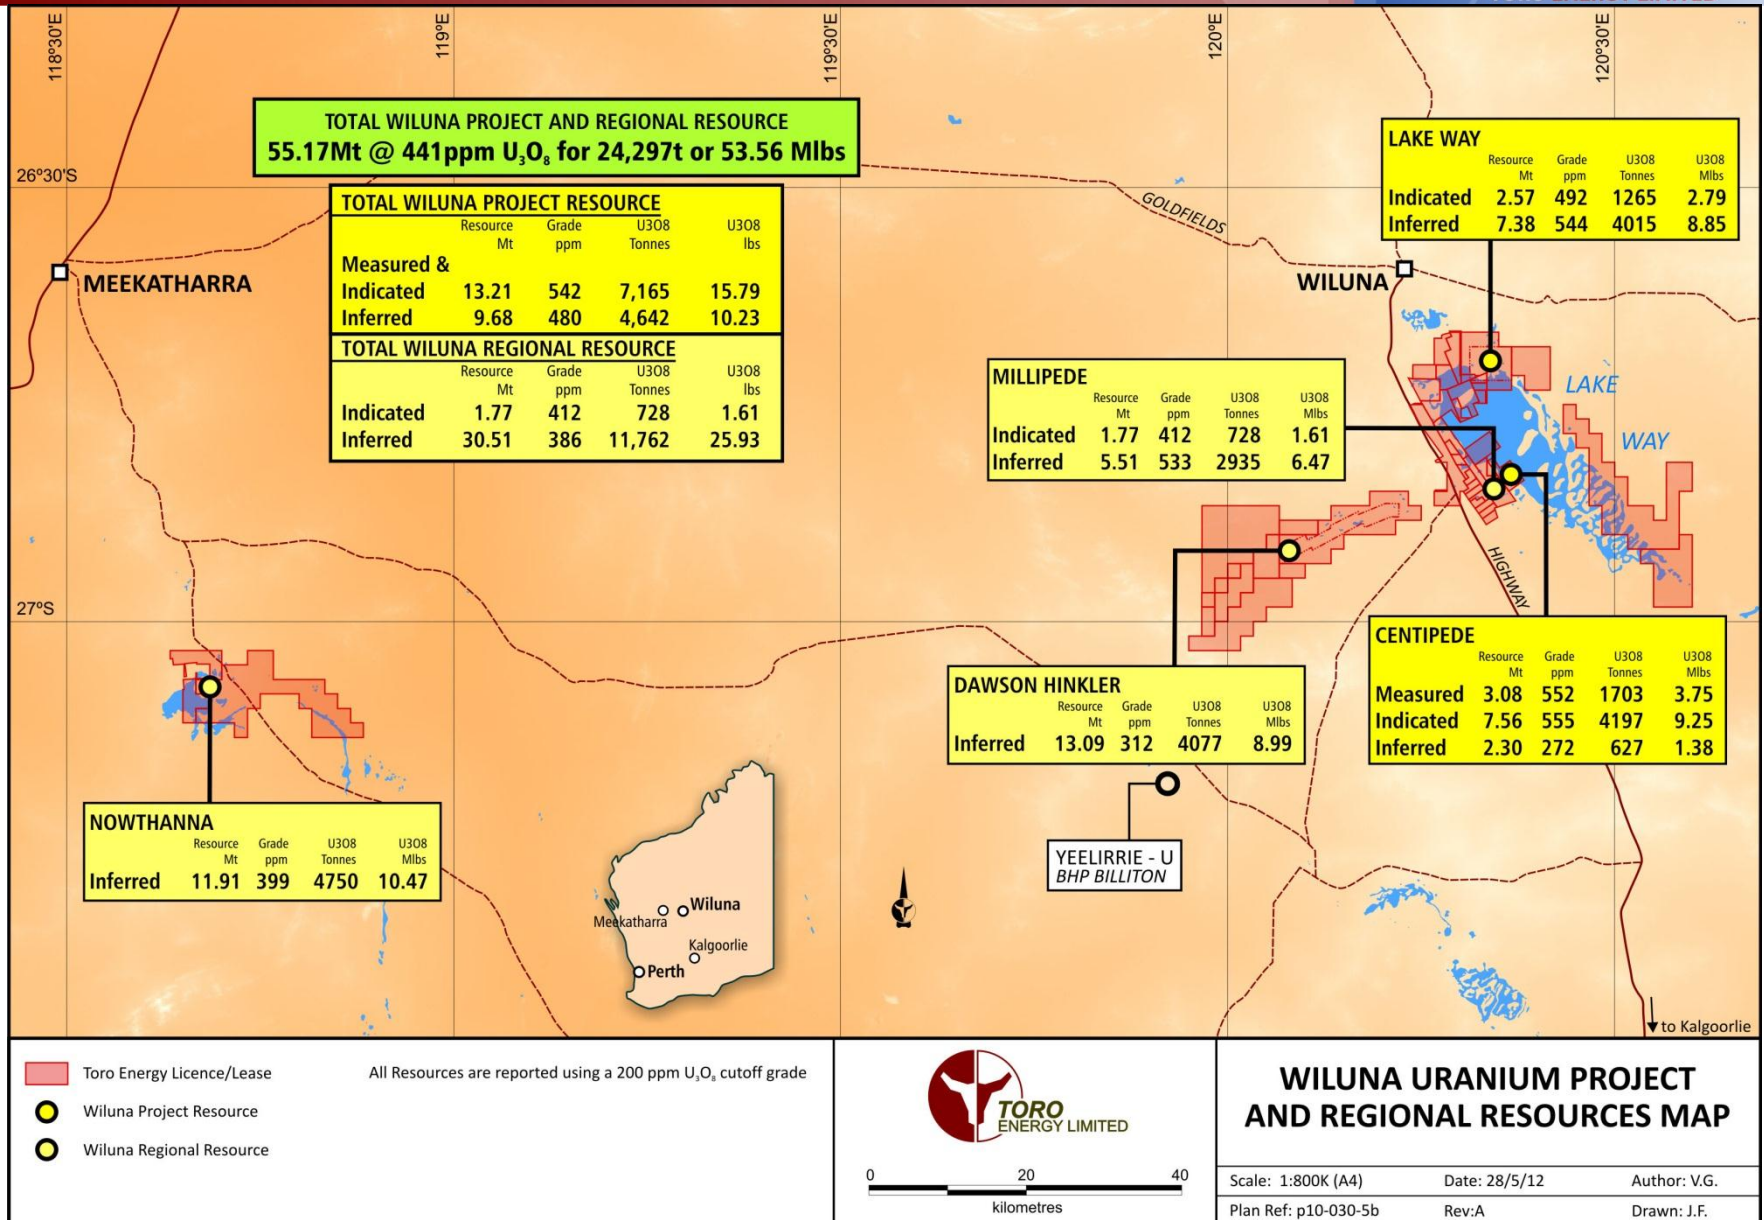 TORO ENERGY LIMITED
118°30'E
119°E
119°30'E
120°E
120°30'E
26°30'S
27°S
TOTAL WILUNA PROJECT AND REGIONAL RESOURCE
55.17Mt @ 441ppm U₃O₈ for 24,297t or 53.56 Mlbs
TOTAL WILUNA PROJECT RESOURCE
Resource Grade U3O8 U3O8
Mt ppm Tonnes lbs
Measured &
Indicated 13.21 542 7,165 15.79
Inferred 9.68 480 4,642 10.23
TOTAL WILUNA REGIONAL RESOURCE
Resource Grade U3O8 U3O8
Mt ppm Tonnes lbs
Indicated 1.77 412 728 1.61
Inferred 30.51 386 11,762 25.93
LAKE WAY
Resource Grade U3O8 U3O8
Mt ppm Tonnes Mlbs
Indicated 2.57 492 1265 2.79
Inferred 7.38 544 4015 8.85
GOLDFIELDS
MEEKATHARRA
WILUNA
MILLIPEDE
Resource Grade U3O8 U3O8
Mt ppm Tonnes Mlbs
Indicated 1.77 412 728 1.61
Inferred 5.51 533 2935 6.47
LAKE
WAY
HIGHWAY
CENTIPEDE
Resource Grade U3O8 U3O8
Mt ppm Tonnes Mlbs
Measured 3.08 552 1703 3.75
Indicated 7.56 555 4197 9.25
Inferred 2.30 272 627 1.38
DAWSON HINKLER
Resource Grade U3O8 U3O8
Mt ppm Tonnes Mlbs
Inferred 13.09 312 4077 8.99
NOWTHANNA
Resource Grade U3O8 U3O8
Mt ppm Tonnes Mlbs
Inferred 11.91 399 4750 10.47
YEELIRRIE - U
BHP BILLITON
Wiluna
Meekatharra
Kalgoorlie
Perth
to Kalgoorlie
Toro Energy Licence/Lease
All Resources are reported using a 200 ppm U₃O₈ cutoff grade
Wiluna Project Resource
Wiluna Regional Resource
TORO
ENERGY LIMITED
0 20 40
kilometres
WILUNA URANIUM PROJECT
AND REGIONAL RESOURCES MAP
Scale: 1:800K (A4) Date: 28/5/12 Author: V.G.
Plan Ref: p10-030-5b Rev:A Drawn: J.F.